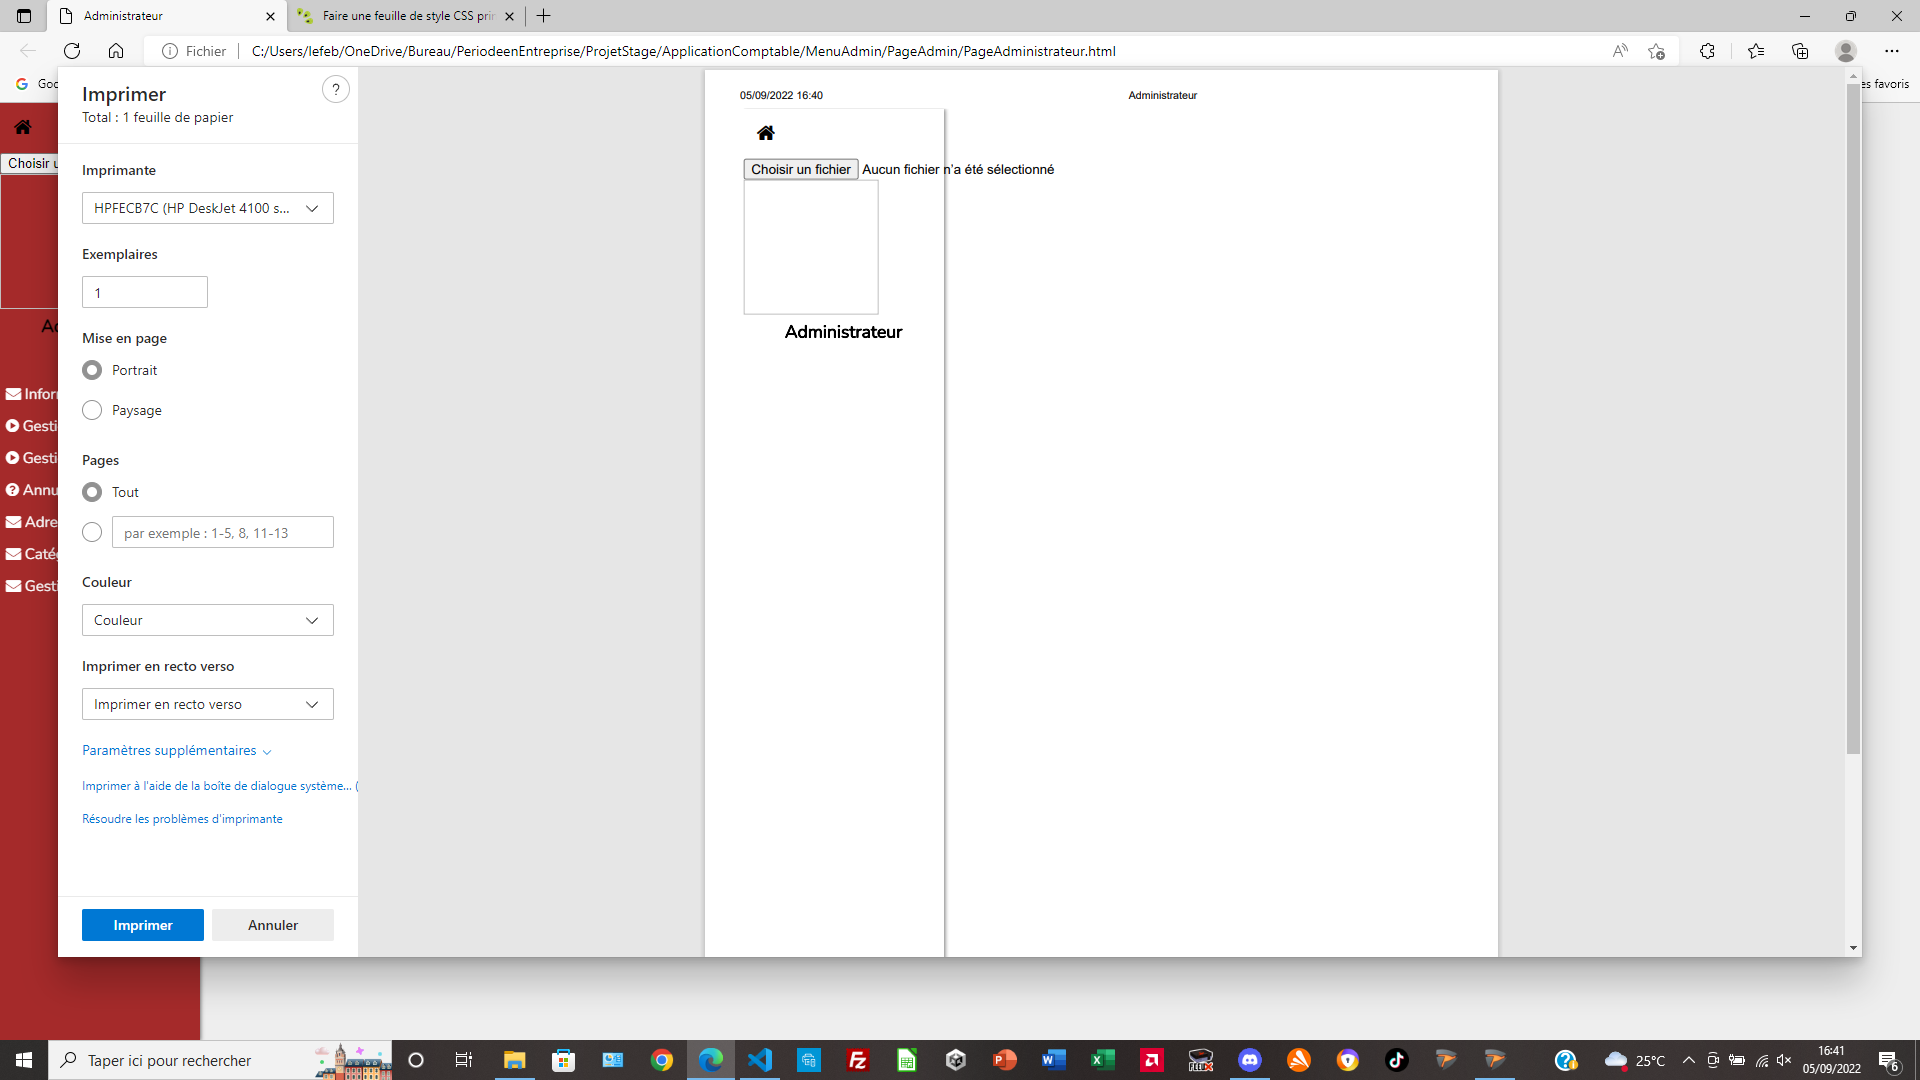 Administrateur
Faire une feuille de style CSS prin
Fichier
C:/Users/lefeb/OneDrive/Bureau/PeriodeenEntreprise/ProjetStage/ApplicationComptable/MenuAdmin/PageAdmin/PageAdministrateur.html
Goo
es favoris
Choisir u
Ad
Inforr
Gesti
Gesti
Annu
Adre
Catég
Gesti
Imprimer
?
Total : 1 feuille de papier
Imprimante
HPFECB7C (HP DeskJet 4100 s...
Exemplaires
1
Mise en page
Portrait
Paysage
Pages
Tout
par exemple : 1-5, 8, 11-13
Couleur
Couleur
Imprimer en recto verso
Imprimer en recto verso
Paramètres supplémentaires
Imprimer à l'aide de la boîte de dialogue système... (
Résoudre les problèmes d'imprimante
Imprimer
Annuler
05/09/2022 16:40
Administrateur
Choisir un fichier
Aucun fichier n'a été sélectionné
Administrateur
Taper ici pour rechercher
25°C
16:41
05/09/2022
6